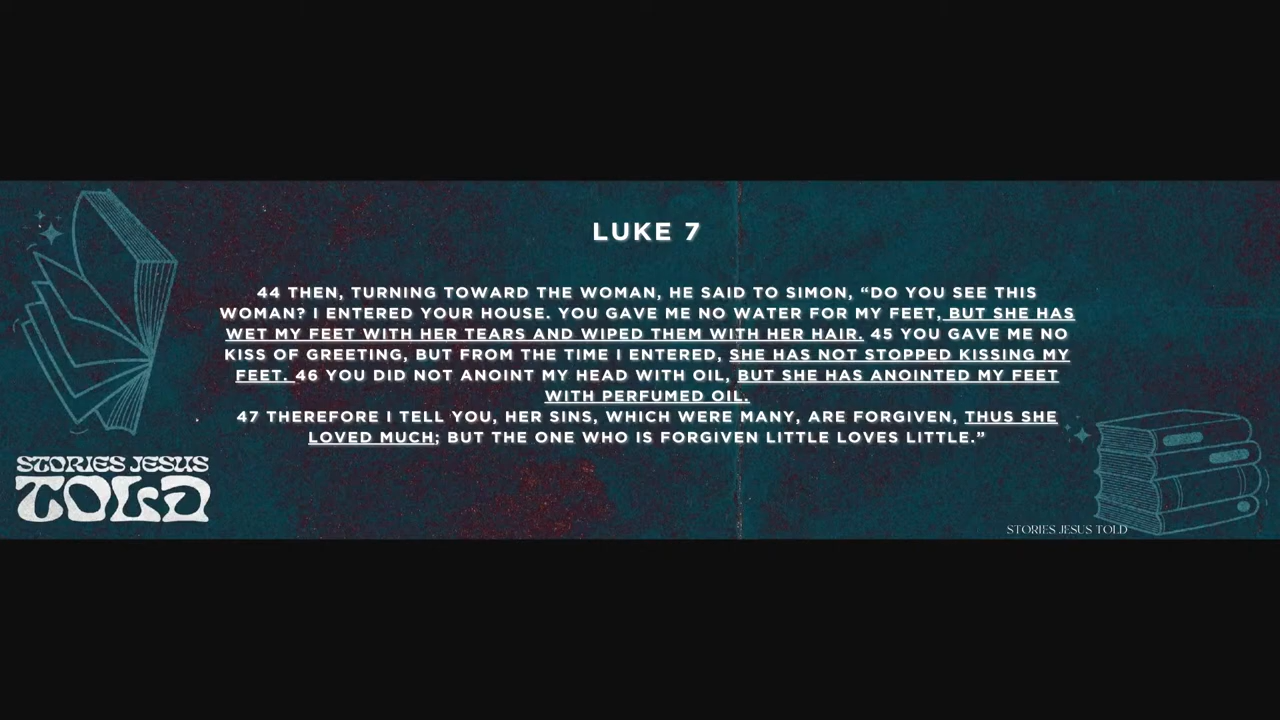 LUKE 7
44 THEN, TURNING TOWARD THE WOMAN, HE SAID TO SIMON, “DO YOU SEE THIS
WOMAN? I ENTERED YOUR HOUSE. YOU GAVE ME NO WATER FOR MY FEET, BUT SHE HAS
WET MY FEET WITH HER TEARS AND WIPED THEM WITH HER HAIR. 45 YOU GAVE ME NO
KISS OF GREETING, BUT FROM THE TIME I ENTERED, SHE HAS NOT STOPPED KISSING MY
FEET. 46 YOU DID NOT ANOINT MY HEAD WITH OIL, BUT SHE HAS ANOINTED MY FEET
WITH PERFUMED OIL.
47 THEREFORE I TELL YOU, HER SINS, WHICH WERE MANY, ARE FORGIVEN, THUS SHE
LOVED MUCH; BUT THE ONE WHO IS FORGIVEN LITTLE LOVES LITTLE.”
STORIES JESUS
TOLD
STORIES JESUS TOLD